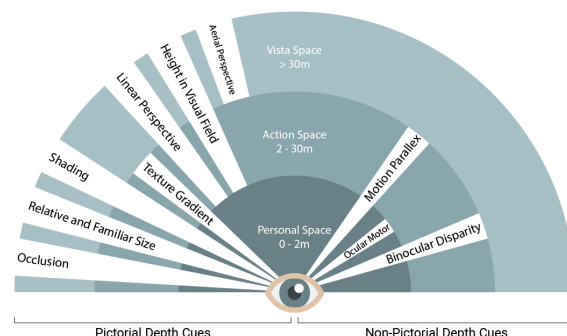 Aerial Perspective
Height in Visual Field
Linear Perspective
Texture Gradient
Shading
Relative and Familiar Size
Occlusion
Vista Space
> 30m
Action Space
2 - 30m
Personal Space
0 - 2m
Motion Parallex
Ocular Motor
Binocular Disparity
Pictorial Depth Cues
Non-Pictorial Depth Cues